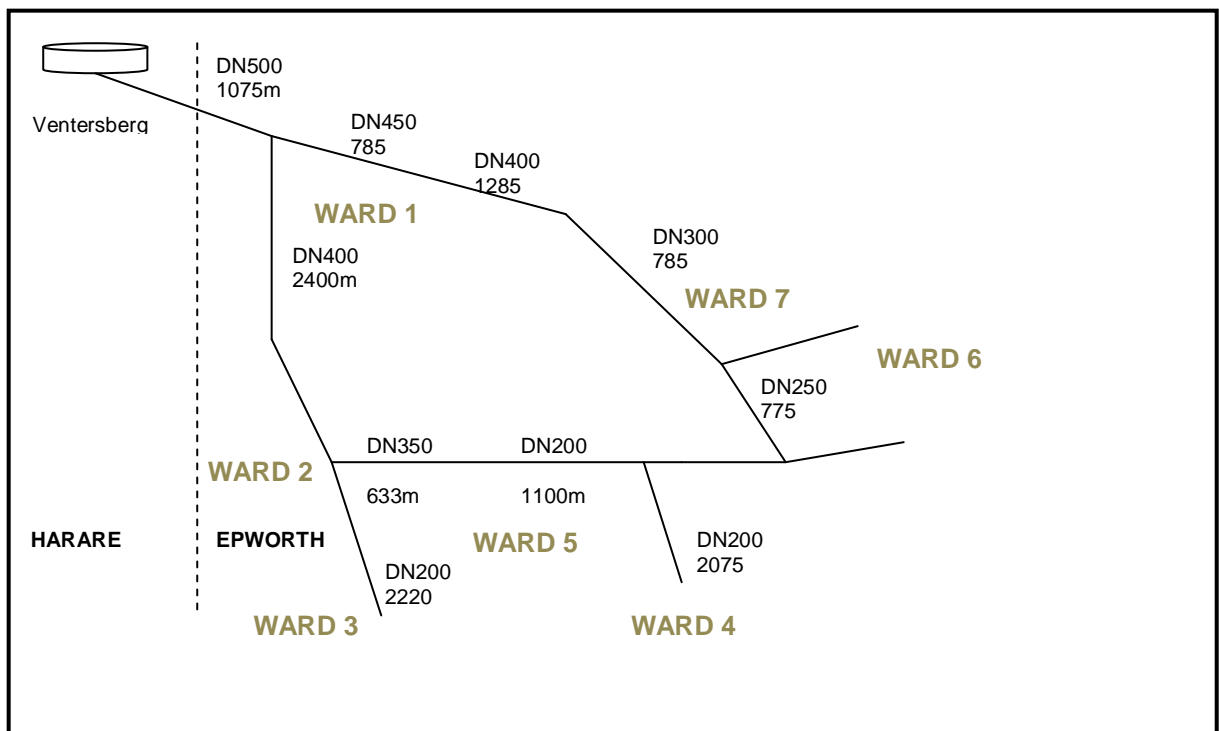 DN500
1075m
Ventersberg
DN450
785
DN400
1285
WARD 1
DN300
785
DN400
2400m
WARD 7
WARD 6
DN250
775
DN350
DN200
WARD 2
633m
1100m
HARARE
EPWORTH
WARD 5
DN200
2075
DN200
2220
WARD 3
WARD 4